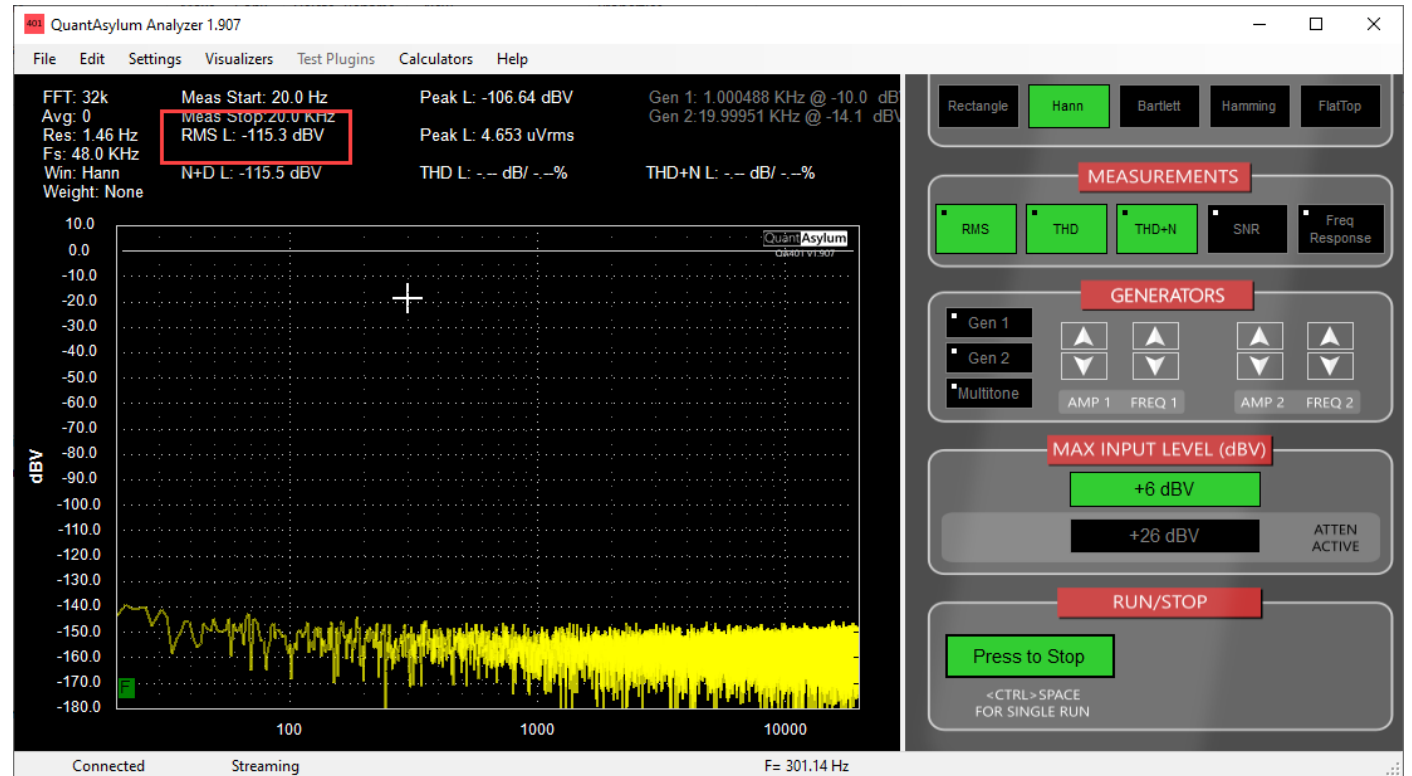 401 QuantAsylum Analyzer 1.907
File Edit Settings Visualizers Test Plugins Calculators Help
FFT: 32k Meas Start: 20.0 Hz Peak L: -106.64 dBV Gen 1: 1.000488 KHz @ -10.0 dB
Avg: 0 Meas Stop:20.0 KHz Gen 2:19.99951 KHz @ -14.1 dBV
Res: 1.46 Hz RMS L: -115.3 dBV Peak L: 4.653 uVrms
Fs: 48.0 KHz
Win: Hann N+D L: -115.5 dBV THD L: -.-- dB/ -.--% THD+N L: -.-- dB/ -.--%
Weight: None
QuantAsylum
QA401 V1.907
dBV
10.0
0.0
-10.0
-20.0
-30.0
-40.0
-50.0
-60.0
-70.0
-80.0
-90.0
-100.0
-110.0
-120.0
-130.0
-140.0
-150.0
-160.0
-170.0
-180.0
F
100 1000 10000
Rectangle Hann Bartlett Hamming FlatTop
MEASUREMENTS
RMS THD THD+N SNR Freq
Response
GENERATORS
Gen 1
Gen 2
Multitone
AMP 1 FREQ 1 AMP 2 FREQ 2
MAX INPUT LEVEL (dBV)
+6 dBV
+26 dBV ATTEN
ACTIVE
RUN/STOP
Press to Stop
<CTRL>SPACE
FOR SINGLE RUN
Connected Streaming F= 301.14 Hz